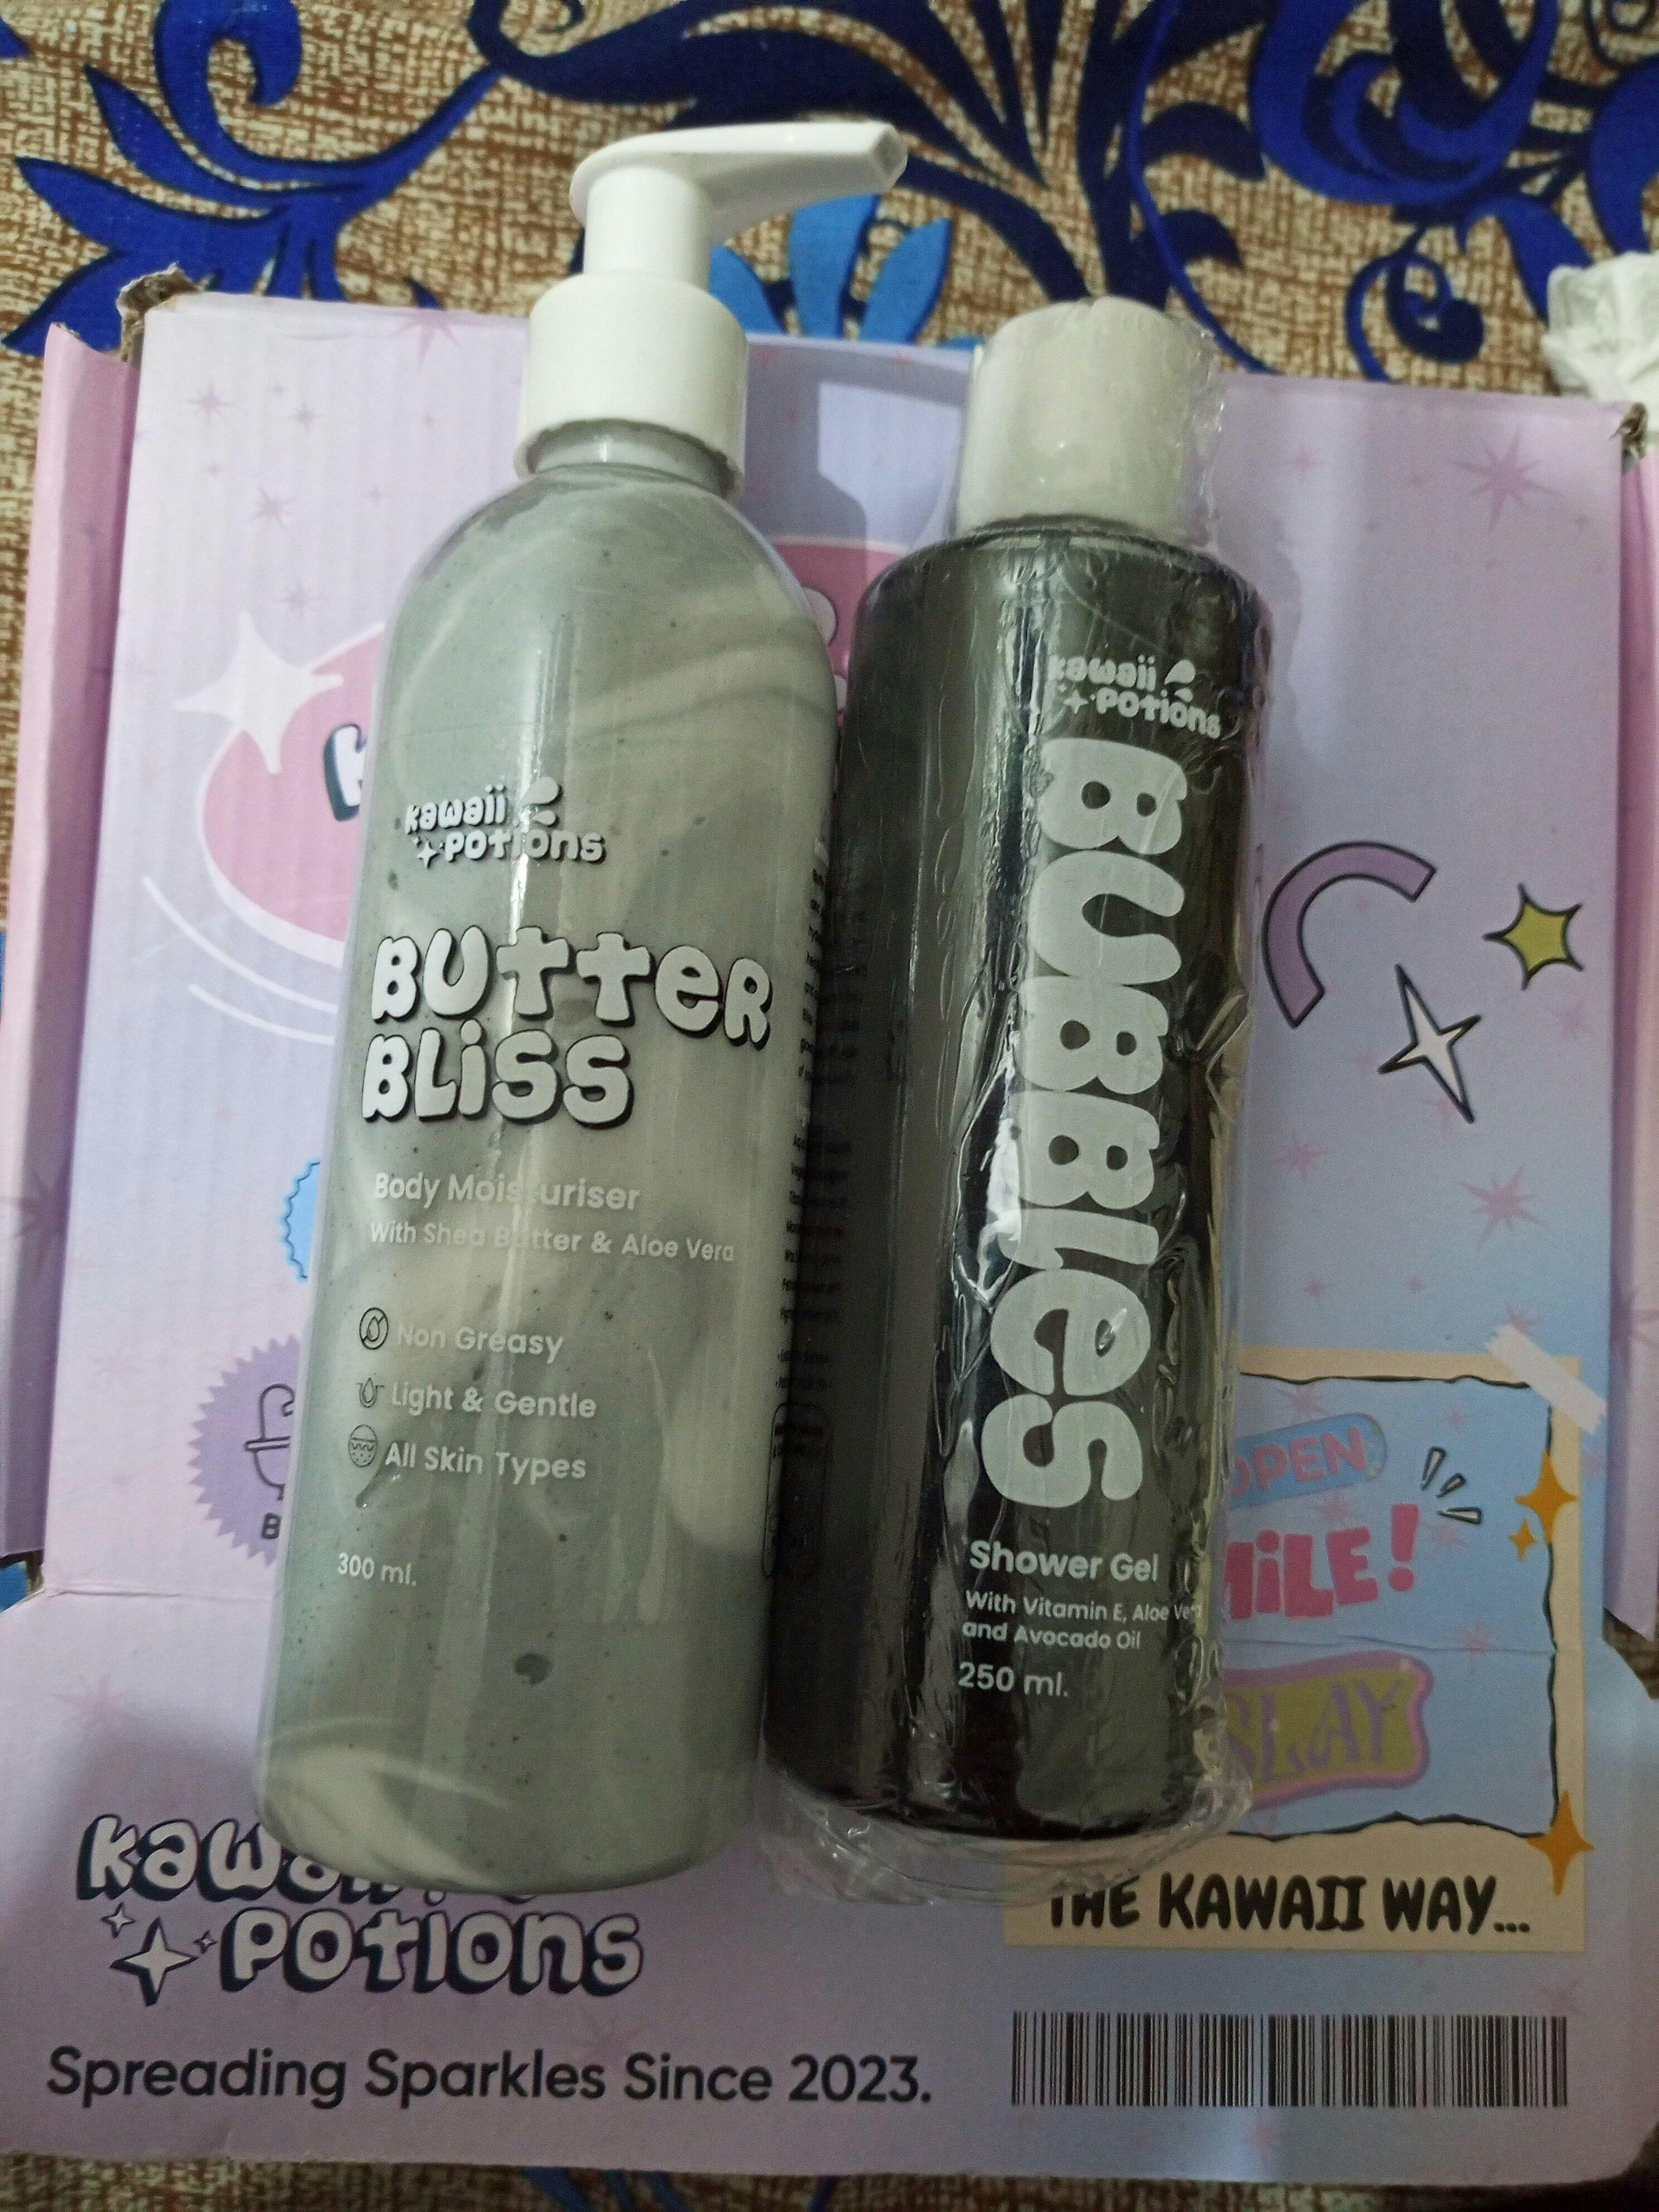 kawaii
Potions
Butter
Bliss
Body Moisturiser
With Shea Butter & Aloe Vera
Non Greasy
Light & Gentle
All Skin Types
300 ml.
kawaii
Potions
BUBBles
Shower Gel
With Vitamin E, Aloe Vera
and Avocado Oil
250 ml.
OPEN
SLAY
THE KAWAII WAY...
kawaii
Potions
Spreading Sparkles Since 2023.